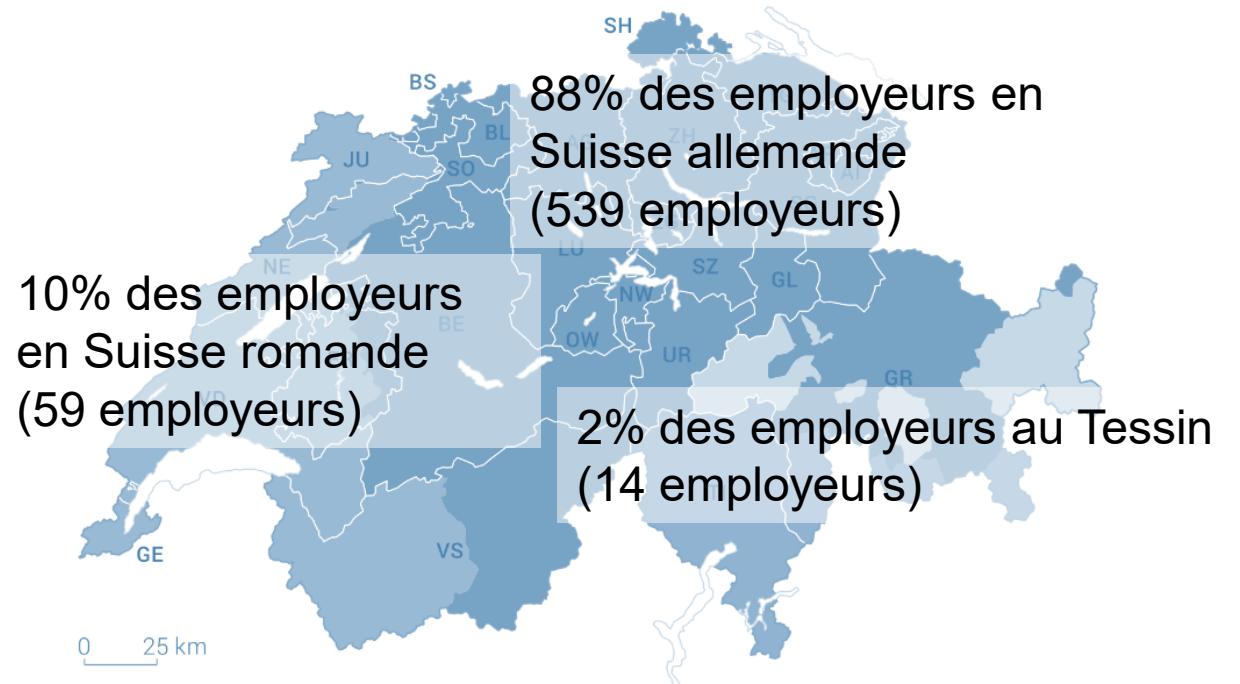 SH
BS
88% des employeurs en
Suisse allemande
(539 employeurs)
BL
AG
ZH
JU
SO
AI
LU
NE
10% des employeurs
en Suisse romande
(59 employeurs)
BE
VD
SZ
GL
NW
OW
UR
GR
2% des employeurs au Tessin
(14 employeurs)
VS
GE
0 25 km